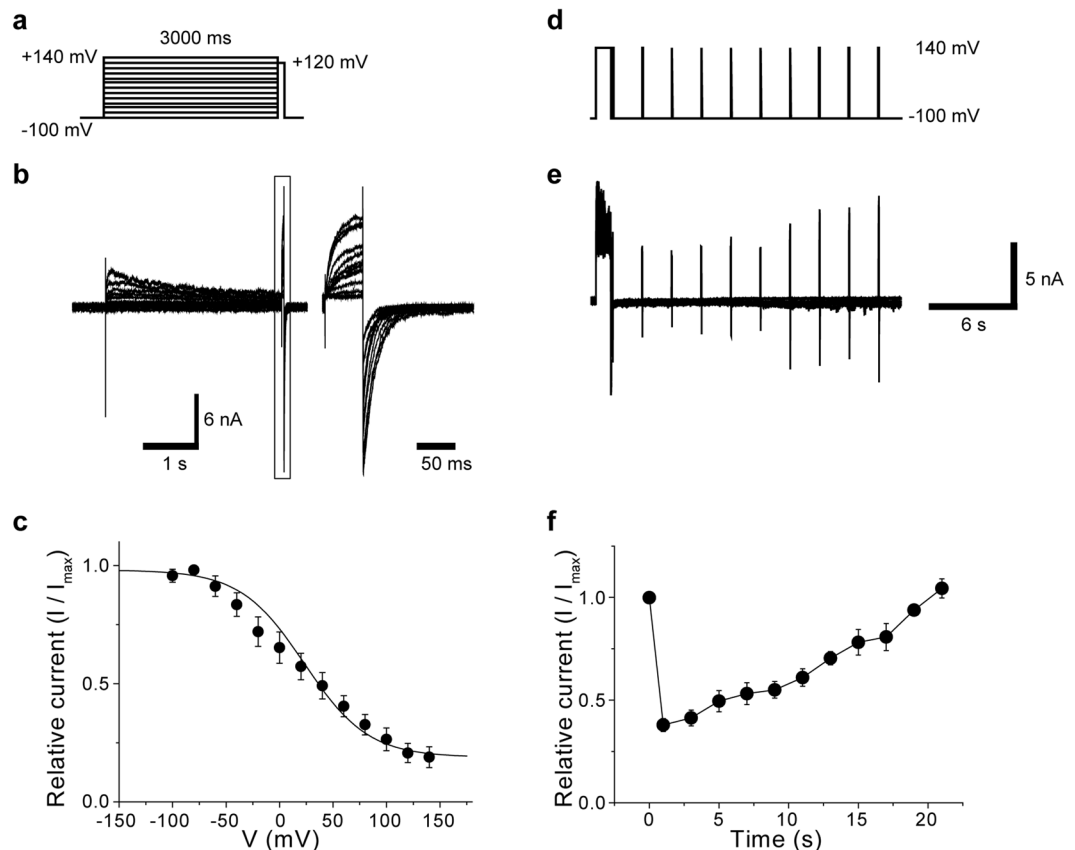 a
3000 ms
+140 mV
+120 mV
-100 mV
b
6 nA
1 s
50 ms
c
Relative current (I / Imax)
1.0
0.5
0.0
-150 -100 -50 0 50 100 150
V (mV)
d
140 mV
-100 mV
e
5 nA
6 s
f
Relative current (I / Imax)
1.0
0.5
0.0
0 5 10 15 20
Time (s)